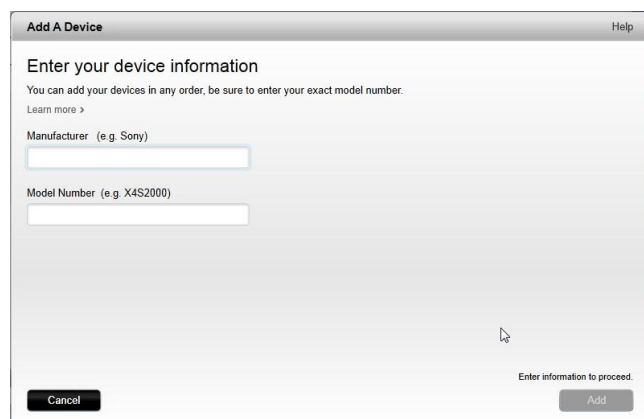 Add A Device
Help
Enter your device information
You can add your devices in any order, be sure to enter your exact model number.
Learn more >
Manufacturer (e.g. Sony)
Model Number (e.g. X4S2000)
Enter information to proceed.
Cancel
Add